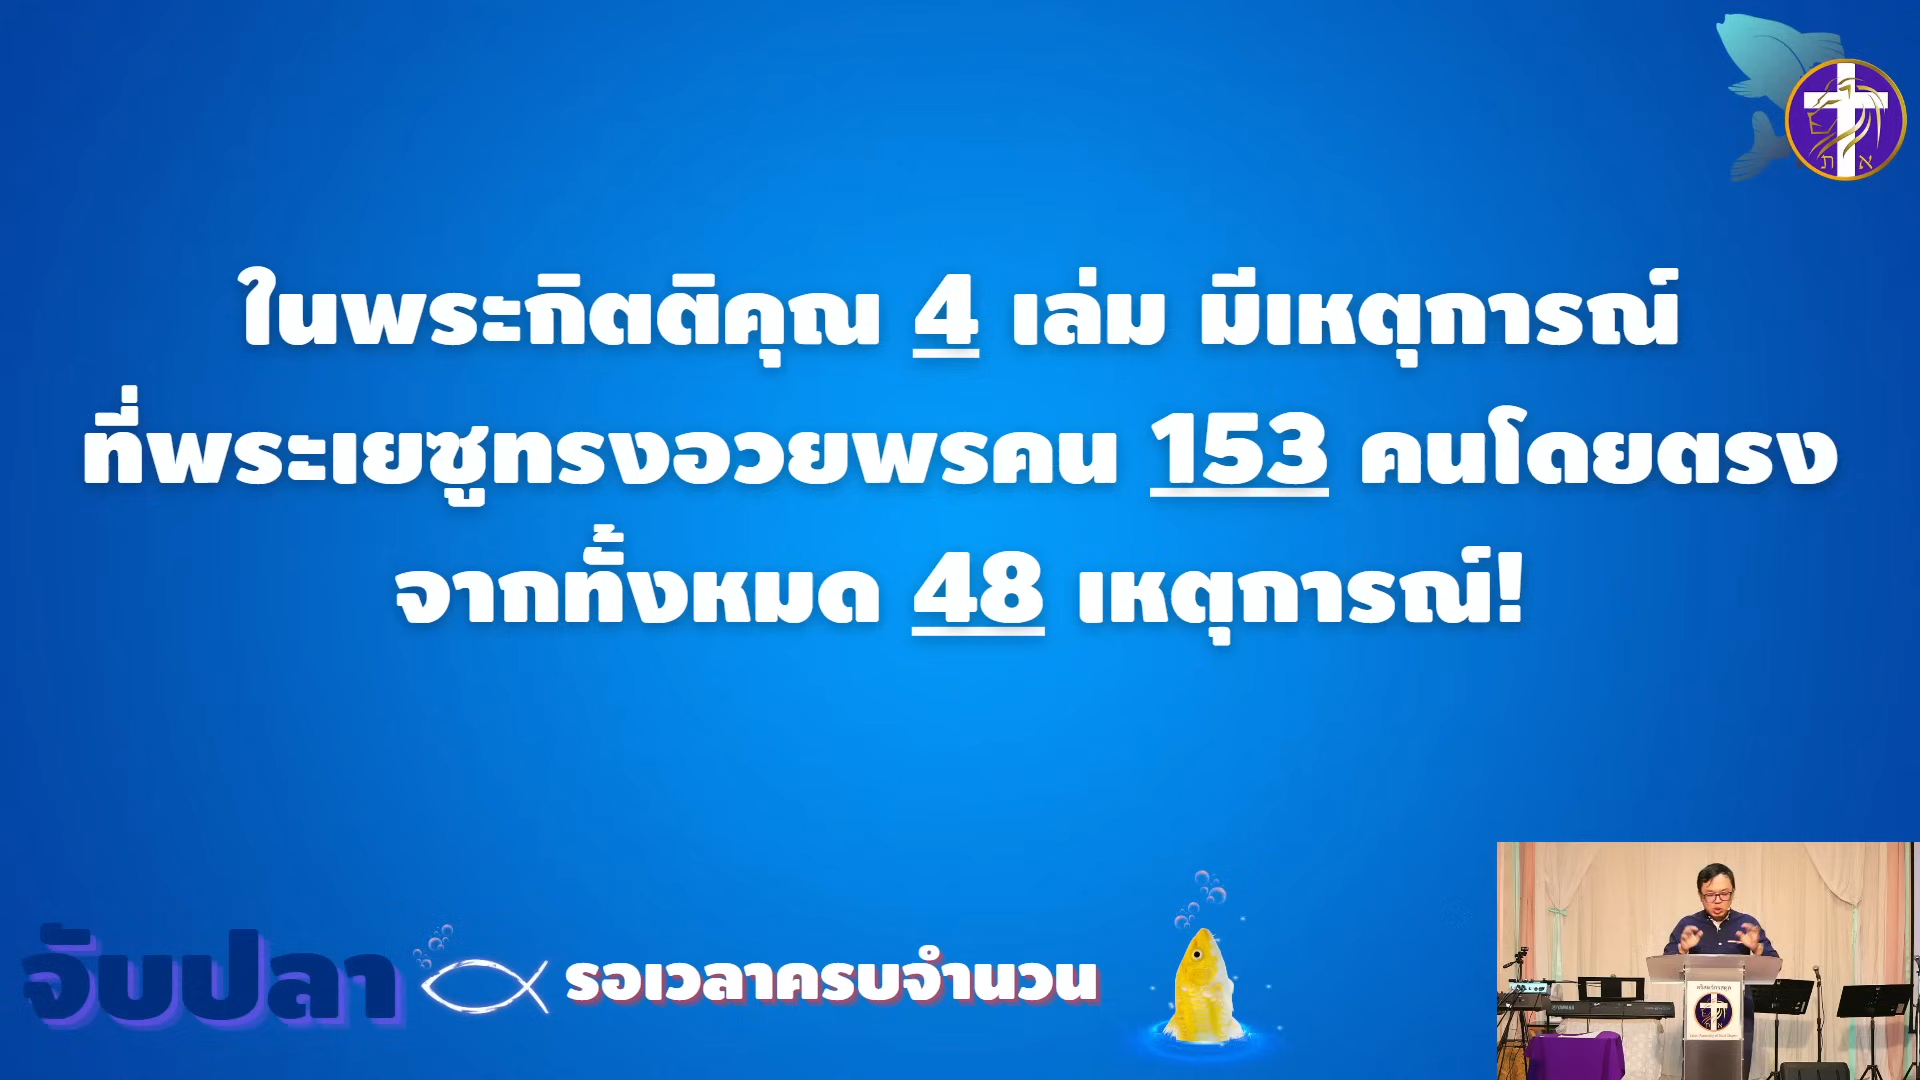 ในพระกิตติคุณ 4 เล่ม มีเหตุการณ์
ที่พระเยซูทรงอวยพรคน 153 คนโดยตรง
จากทั้งหมด 48 เหตุการณ์!
จับปลา รอเวลาครบจำนวน
ת א